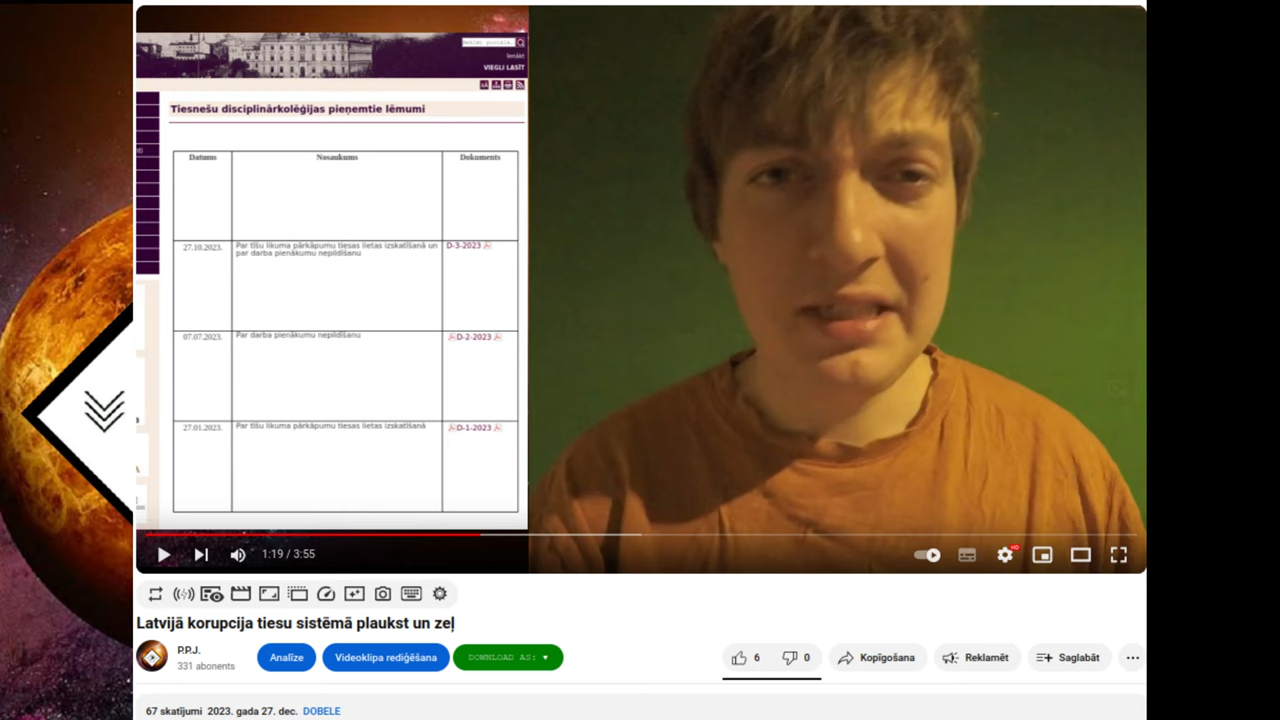 Ienākt
VIEGLI LASĪT
Tiesnešu disciplinārkolēģijas pieņemtie lēmumi
Datums Nosaukums Dokuments
27.10.2023. Par tīšu likuma pārkāpumu tiesas lietas izskatīšanā un D-3-2023
par darba pienākumu nepildīšanu
07.07.2023. Par darba pienākumu nepildīšanu D-2-2023
27.01.2023. Par tīšu likuma pārkāpumu tiesas lietas izskatīšanā D-1-2023
1:19 / 3:55
HD
Latvijā korupcija tiesu sistēmā plaukst un zeļ
P.P.J.
331 abonents
Analīze
Videoklipa rediģēšana
DOWNLOAD AS: ▼
6
0
Kopīgošana
Reklamēt
Saglabāt
67 skatījumi 2023. gada 27. dec. DOBELE